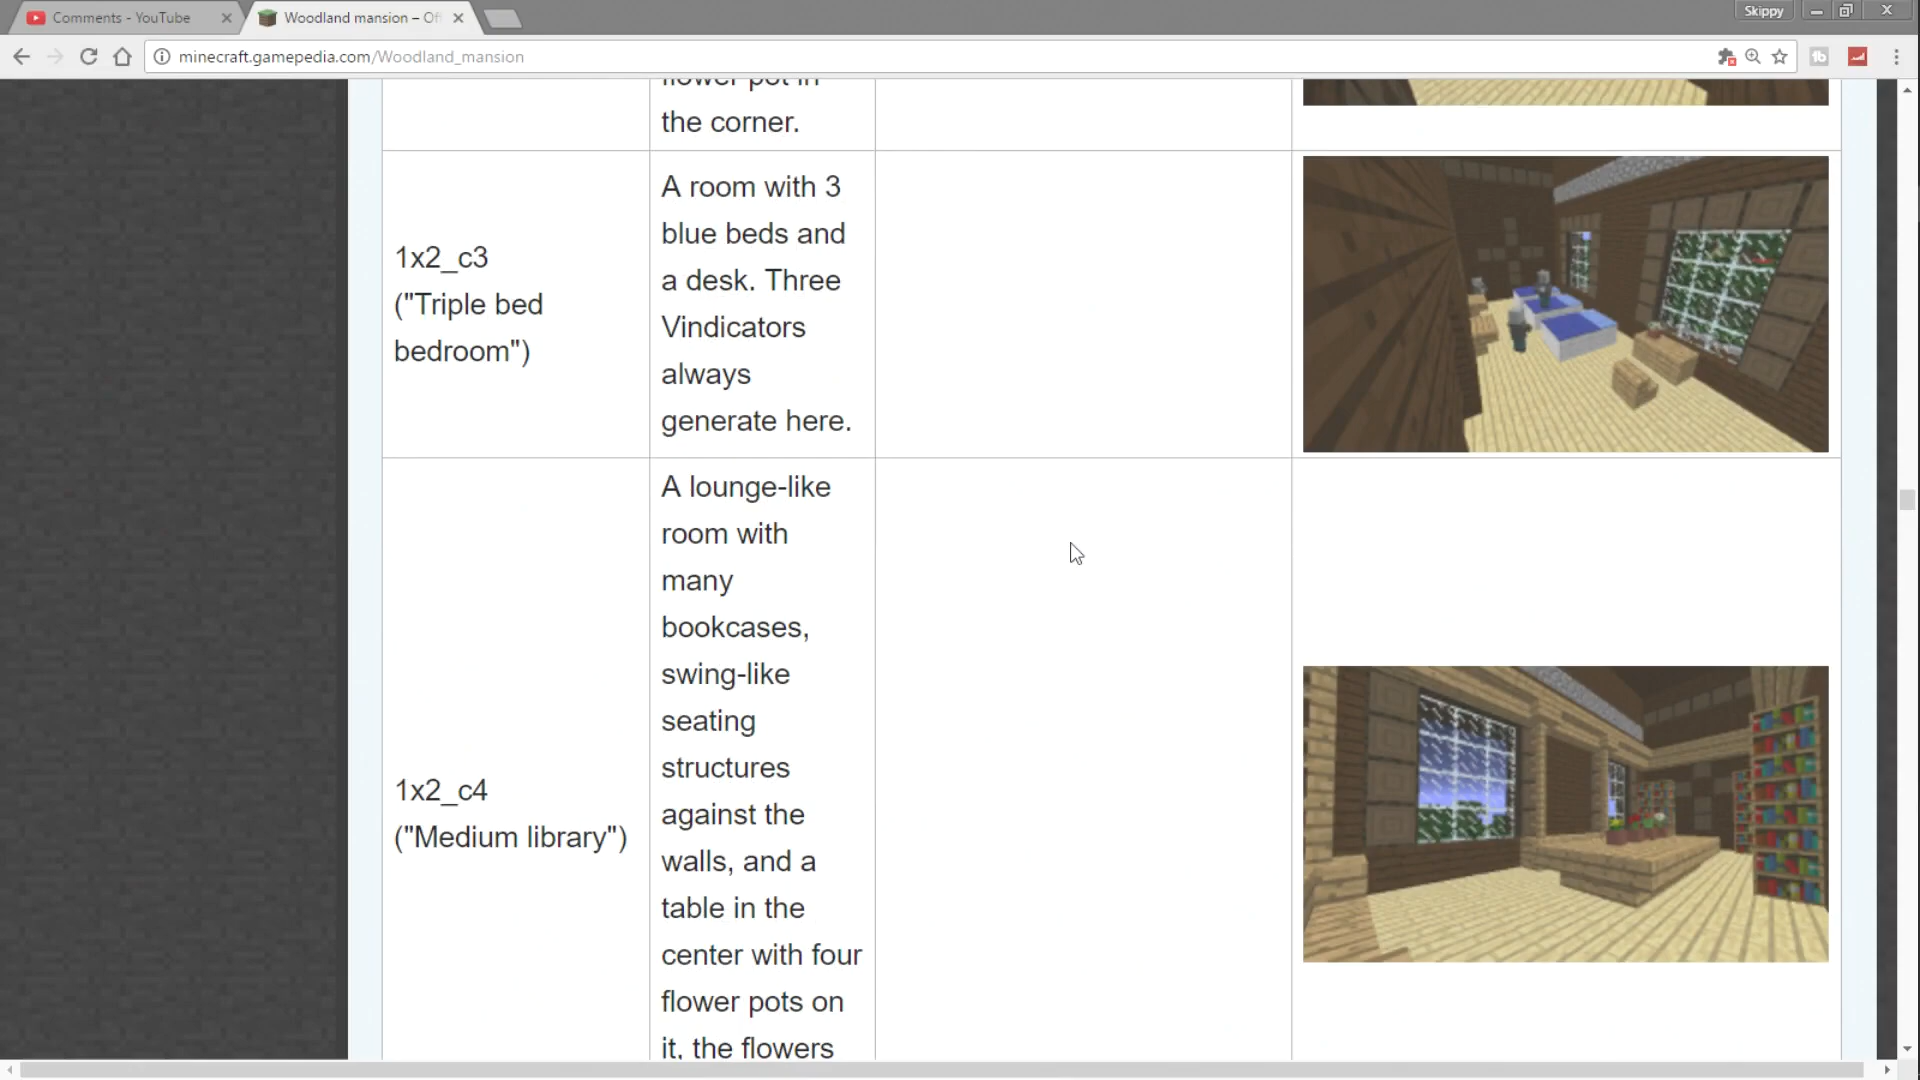 Comments - YouTube
Woodland mansion – Of
Skippy
minecraft.gamepedia.com/Woodland_mansion
flower pot in
the corner.
1x2_c3
("Triple bed
bedroom")
A room with 3
blue beds and
a desk. Three
Vindicators
always
generate here.
1x2_c4
("Medium library")
A lounge-like
room with
many
bookcases,
swing-like
seating
structures
against the
walls, and a
table in the
center with four
flower pots on
it, the flowers